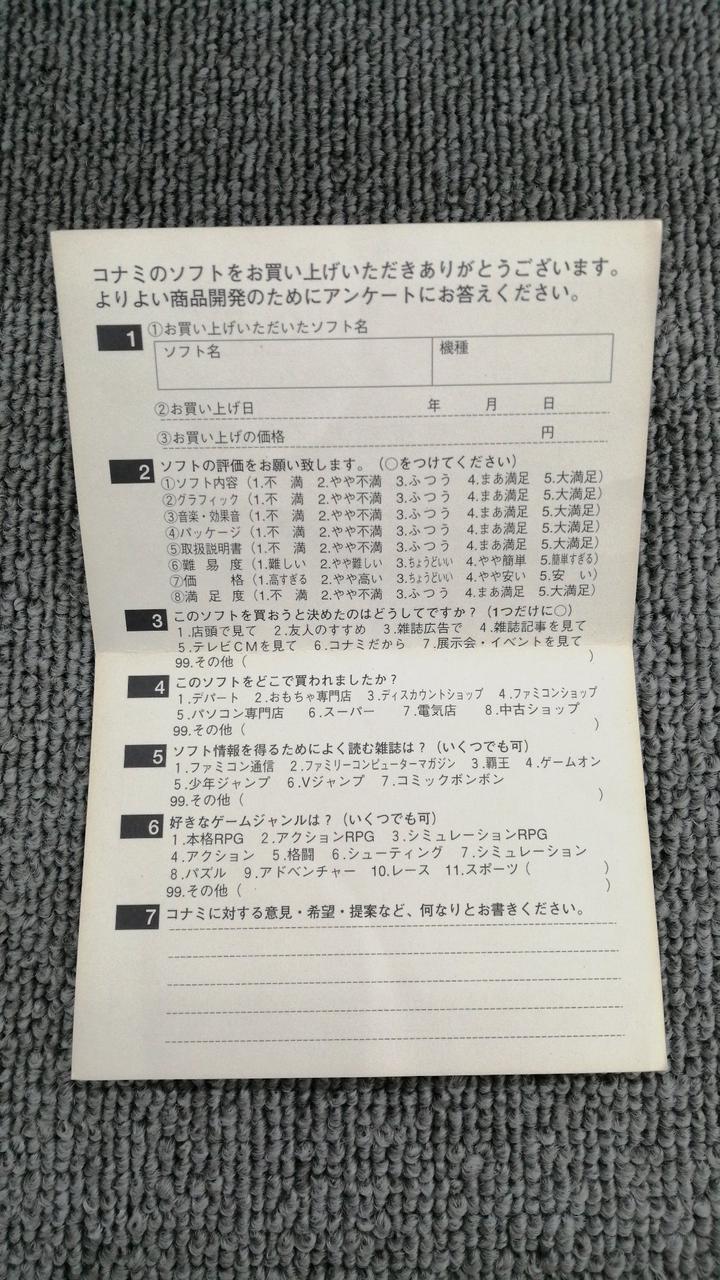 コナミのソフトをお買い上げいただきありがとうございます。
よりよい商品開発のためにアンケートにお答えください。
1 ①お買い上げいただいたソフト名
ソフト名 機種
②お買い上げ日 年 月 日
③お買い上げの価格 円
2 ソフトの評価をお願い致します。（○をつけてください）
①ソフト内容（1.不 満 2.やや不満 3.ふつう 4.まあ満足 5.大満足）
②グラフィック（1.不 満 2.やや不満 3.ふつう 4.まあ満足 5.大満足）
③音楽・効果音（1.不 満 2.やや不満 3.ふつう 4.まあ満足 5.大満足）
④パッケージ（1.不 満 2.やや不満 3.ふつう 4.まあ満足 5.大満足）
⑤取扱説明書（1.不 満 2.やや不満 3.ふつう 4.まあ満足 5.大満足）
⑥難 易 度（1.難しい 2.やや難しい 3.ちょうどいい 4.やや簡単 5.簡単すぎる）
⑦価 格（1.高すぎる 2.やや高い 3.ちょうどいい 4.やや安い 5.安 い）
⑧満 足 度（1.不 満 2.やや不満 3.ふつう 4.まあ満足 5.大満足）
3 このソフトを買おうと決めたのはどうしてですか？（1つだけに○）
1.店頭で見て 2.友人のすすめ 3.雑誌広告で 4.雑誌記事を見て
5.テレビCMを見て 6.コナミだから 7.展示会・イベントを見て
99.その他（ ）
4 このソフトをどこで買われましたか？
1.デパート 2.おもちゃ専門店 3.ディスカウントショップ 4.ファミコンショップ
5.パソコン専門店 6.スーパー 7.電気店 8.中古ショップ
99.その他（ ）
5 ソフト情報を得るためによく読む雑誌は？（いくつでも可）
1.ファミコン通信 2.ファミリーコンピューターマガジン 3.覇王 4.ゲームオン
5.少年ジャンプ 6.Vジャンプ 7.コミックボンボン
99.その他（ ）
6 好きなゲームジャンルは？（いくつでも可）
1.本格RPG 2.アクションRPG 3.シミュレーションRPG
4.アクション 5.格闘 6.シューティング 7.シミュレーション
8.パズル 9.アドベンチャー 10.レース 11.スポーツ（ ）
99.その他（ ）
7 コナミに対する意見・希望・提案など、何なりとお書きください。